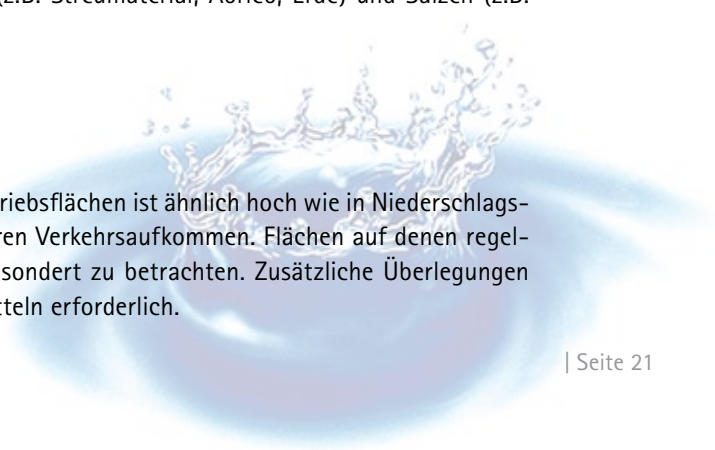 (z.B. Streumaterial, Abrieb, Erde) und Salzen (z.B.
riebsflächen ist ähnlich hoch wie in Niederschlags-
ren Verkehrsaufkommen. Flächen auf denen regel-
sondert zu betrachten. Zusätzliche Überlegungen
tteln erforderlich.
| Seite 21